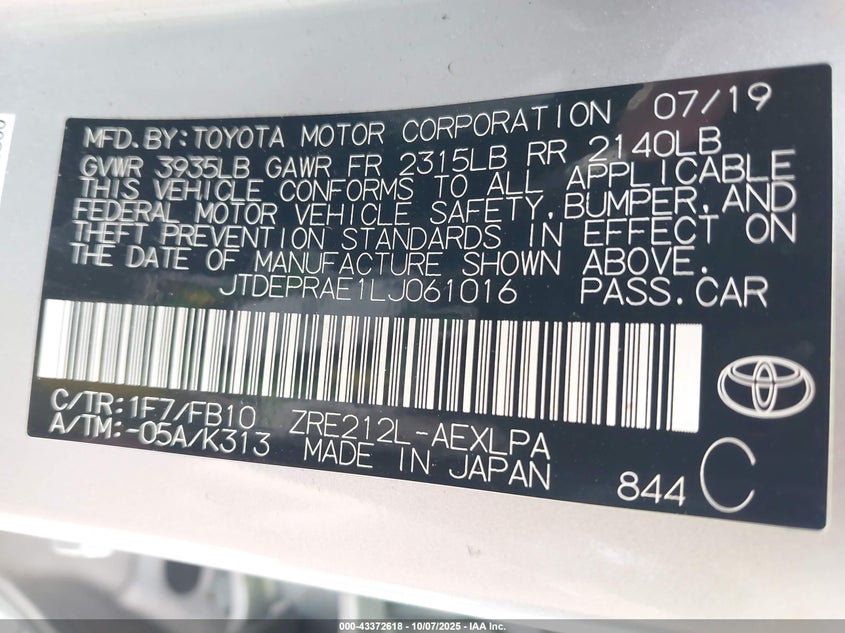 MFD.BY:TOYOTA MOTOR CORPORATION 07/19
GVWR 3935LB GAWR FR 2315LB RR 2140LB
THIS VEHICLE CONFORMS TO ALL APPLICABLE
FEDERAL MOTOR VEHICLE SAFETY, BUMPER, AND
THEFT PREVENTION STANDARDS IN EFFECT ON
THE DATE OF MANUFACTURE SHOWN ABOVE.
JTDEPRAE1LJ061016 PASS.CAR
C/TR:1F7/FB10 ZRE212L-AEXLPA
A/TM:-05A/K313 MADE IN JAPAN
844 C
000-43372618 - 10/07/2025 - IAA Inc.